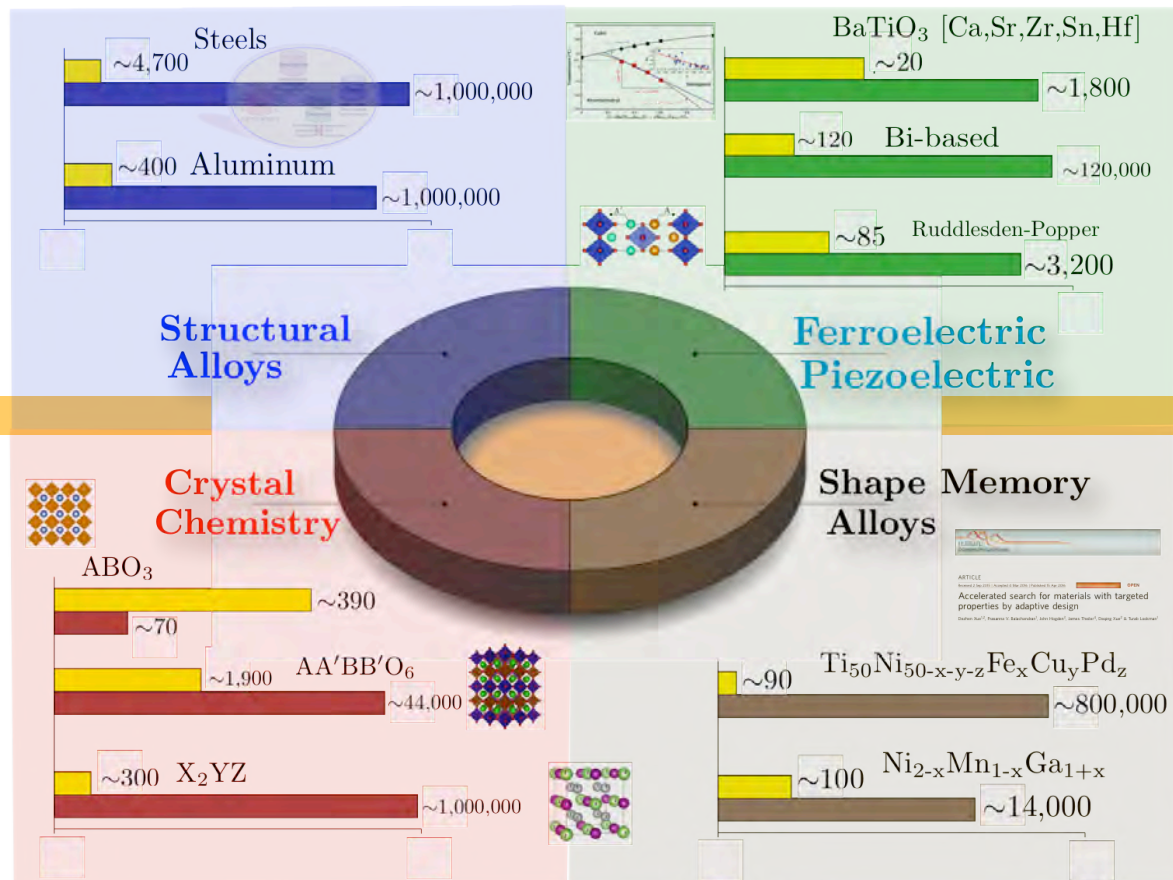 Steels
~4,700
~1,000,000
~400 Aluminum
~1,000,000
BaTiO₃ [Ca,Sr,Zr,Sn,Hf]
~20
~1,800
~120 Bi-based
~120,000
~85 Ruddlesden-Popper
~3,200
A' A
Structural
Alloys
Ferroelectric
Piezoelectric
Crystal
Chemistry
Shape Memory
Alloys
ARTICLE
OPEN
Accelerated search for materials with targeted
properties by adaptive design
ABO₃
~390
~70
AA′BB′O₆
~1,900
~44,000
~300 X₂YZ
~1,000,000
Ti₅₀Ni₅₀₋ₓ₋y₋zFeₓCuyPdz
~90
~800,000
Ni₂₋ₓMn₁₋ₓGa₁₊ₓ
~100
~14,000